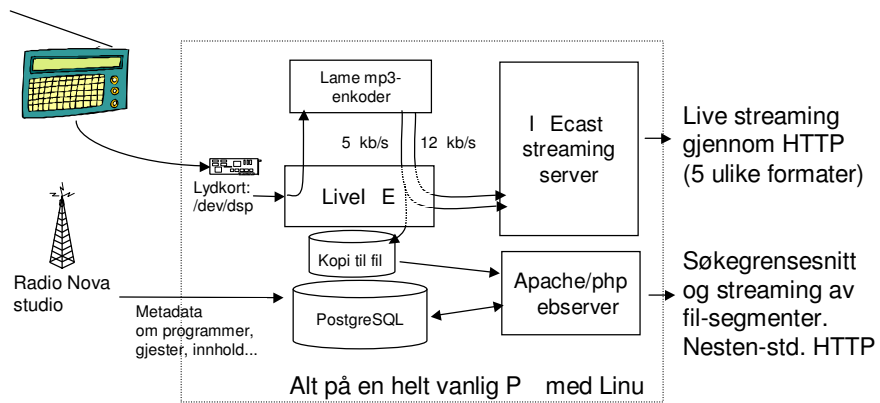 Lame mp3-
enkoder
5 kb/s
12 kb/s
I Ecast
streaming
server
Live streaming
gjennom HTTP
(5 ulike formater)
Lydkort:
/dev/dsp
LiveI E
Kopi til fil
Radio Nova
studio
Metadata
om programmer,
gjester, innhold...
PostgreSQL
Apache/php
ebserver
Søkegrensesnitt
og streaming av
fil-segmenter.
Nesten-std. HTTP
Alt på en helt vanlig P med Linu